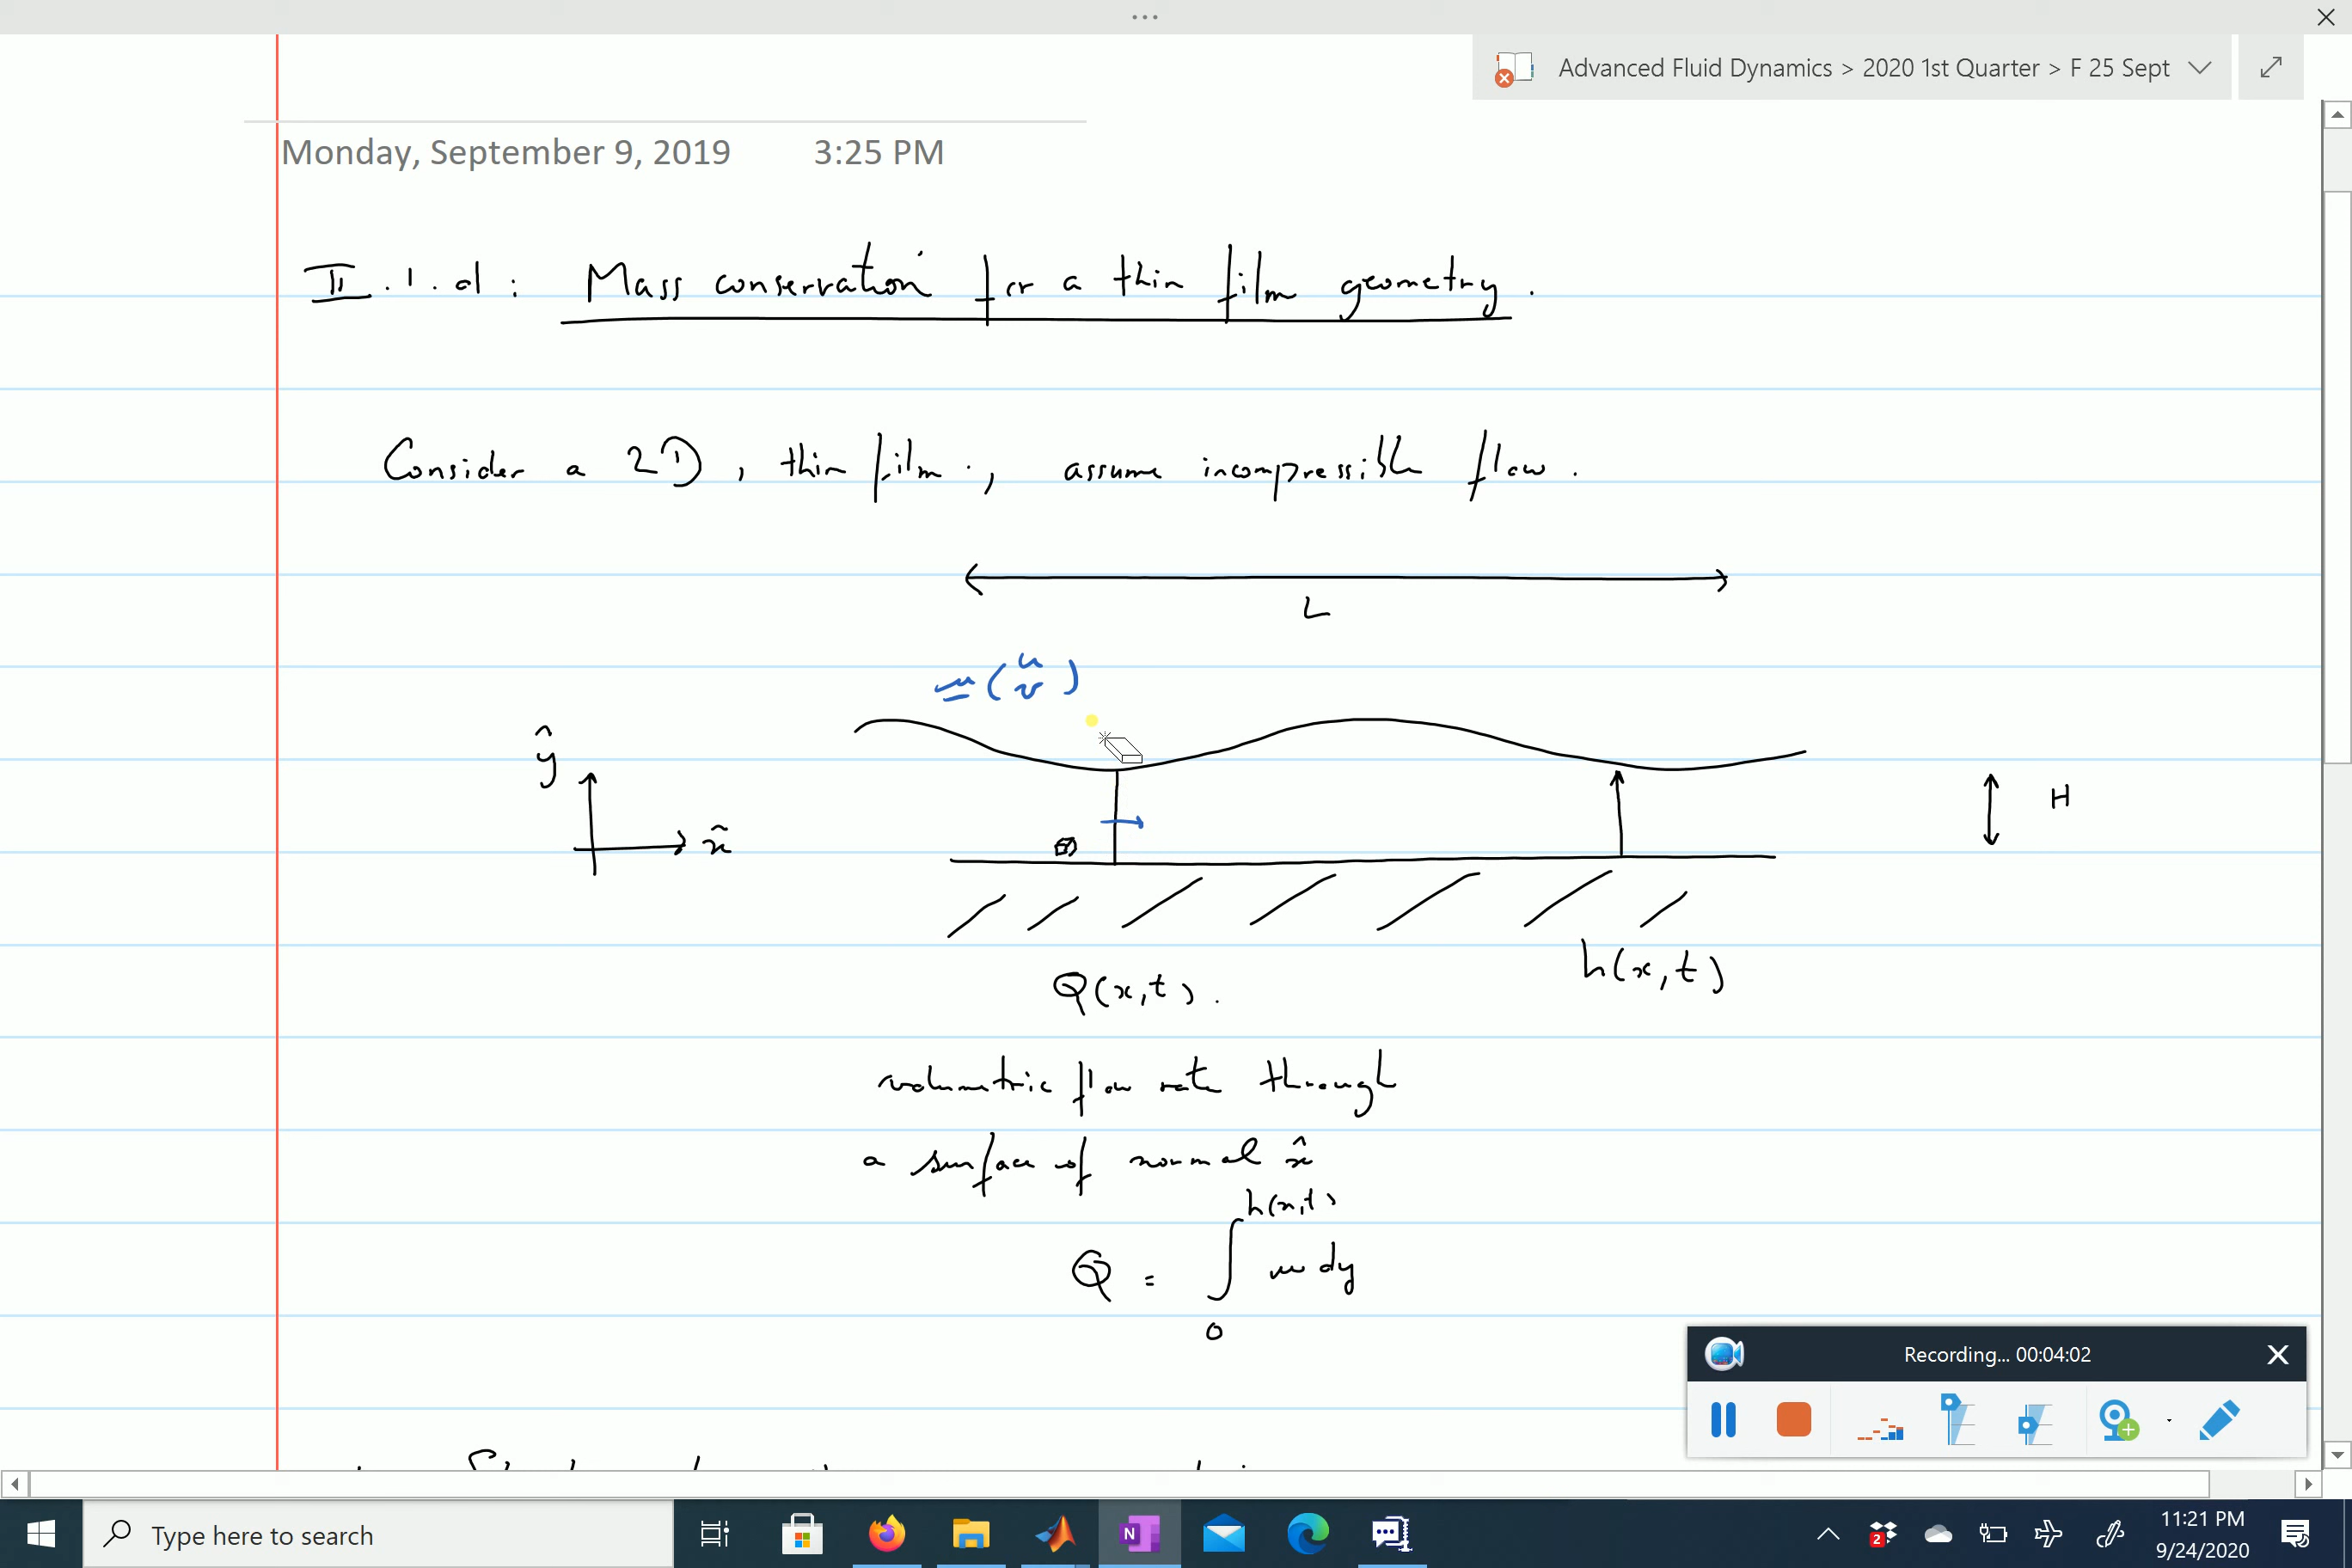 Advanced Fluid Dynamics > 2020 1st Quarter > F 25 Sept
Monday, September 9, 2019 3:25 PM
II.1.d: Mass conservation for a thin film geometry.
Consider a 2D, thin film., assume incompressible flow.
L
u (u v)
ŷ
x̂
H
h(x,t)
Q(x,t).
volumetric flow rate through
a surface of normal x̂
h(x,t)
Q = ∫ u dy
0
Recording... 00:04:02
N
Type here to search
2
11:21 PM
9/24/2020